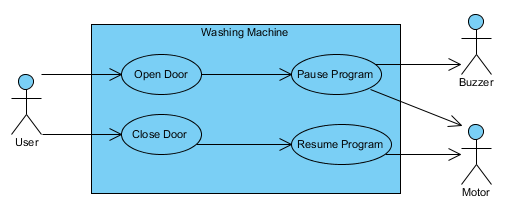 Washing Machine
Open Door
Pause Program
Buzzer
User
Close Door
Resume Program
Motor